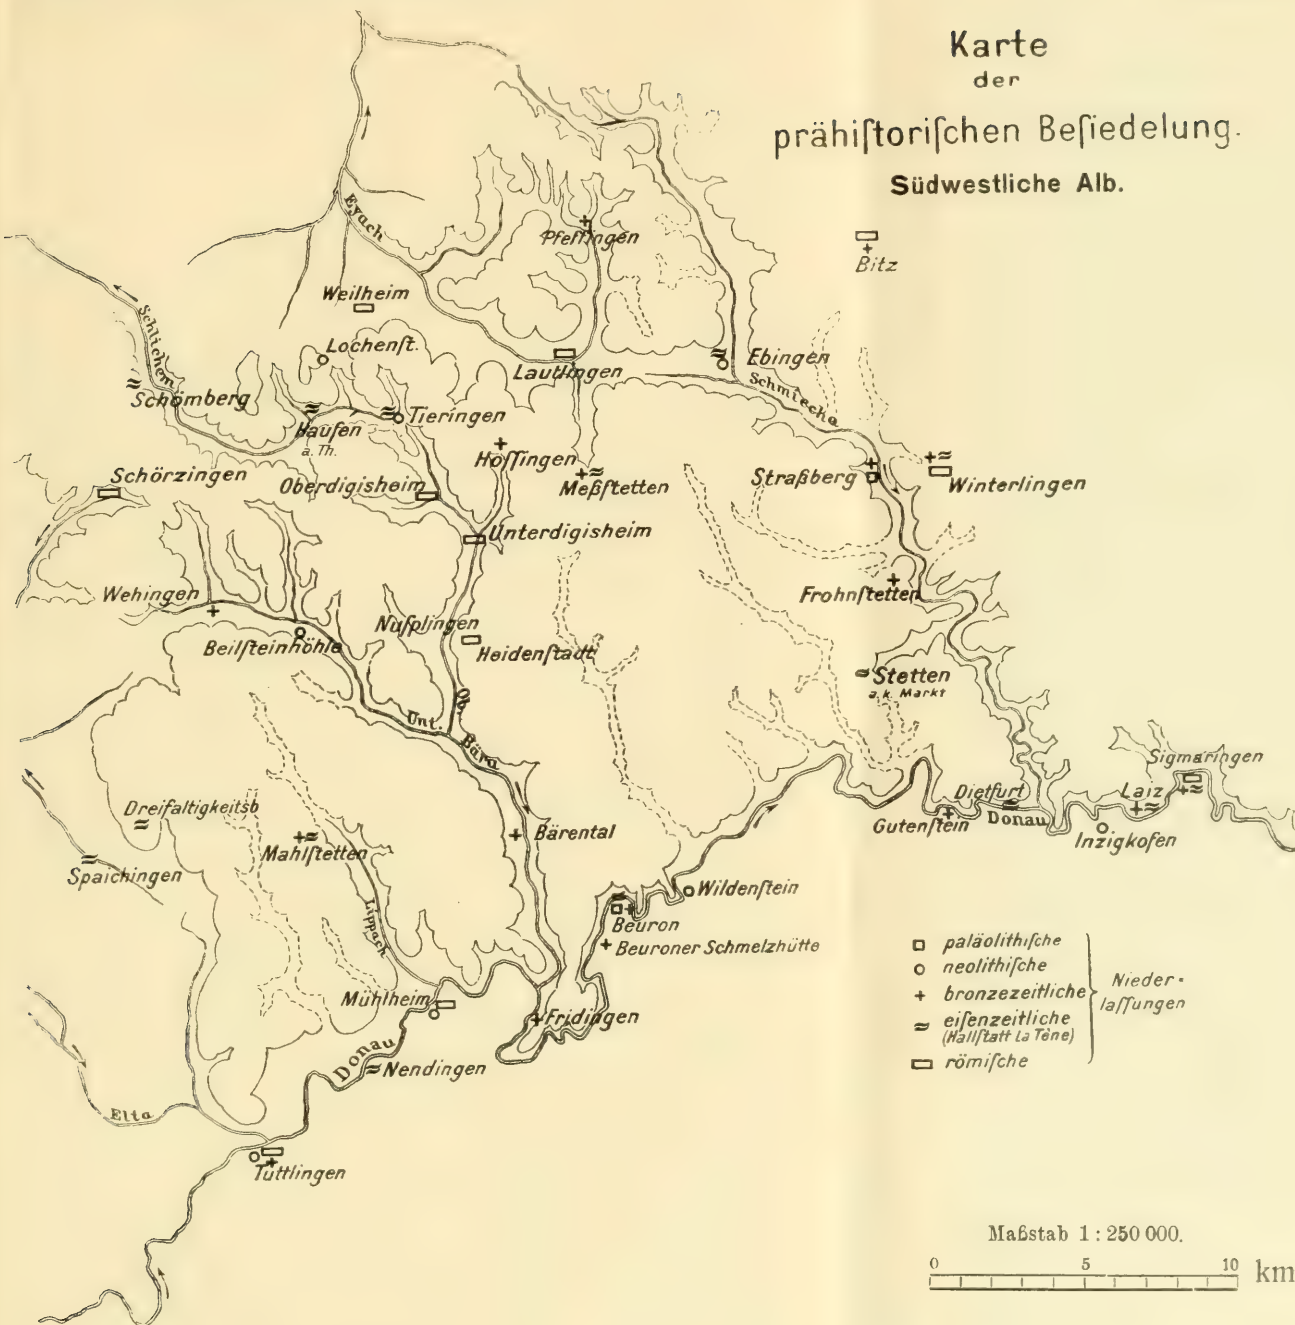 Karte
der
prähiſtoriſchen Beſiedelung.
Südwestliche Alb.
Eyach
Pfeffingen
Bitz
Weilheim
Schlichem
Lochenſt.
Lautlingen
Ebingen
Schmiecha
Schömberg
Hauſen
a. Th.
Tieringen
Hoſſingen
Meßſtetten
Straßberg
Winterlingen
Schörzingen
Oberdigisheim
Unterdigisheim
Wehingen
Frohnſtetten
Nuſplingen
Beilſteinhöhle
Heidenſtadt
Stetten
a. k. Markt
Ob.
Unt.
Bära
Sigmaringen
Dietfurt
Laiz
Dreifaltigkeitsb
Gutenſtein
Donau
Inzigkofen
Bärental
Mahlſtetten
Spaichingen
Wildenſtein
Lippach
Beuron
Beuroner Schmelzhütte
Mühlheim
Fridingen
Donau
Nendingen
Elta
Tuttlingen
paläolithiſche
neolithiſche
bronzezeitliche
eiſenzeitliche
(Hallſtatt La Tène)
römiſche
Nieder-
laſſungen
Maßstab 1 : 250 000.
0 5 10 km